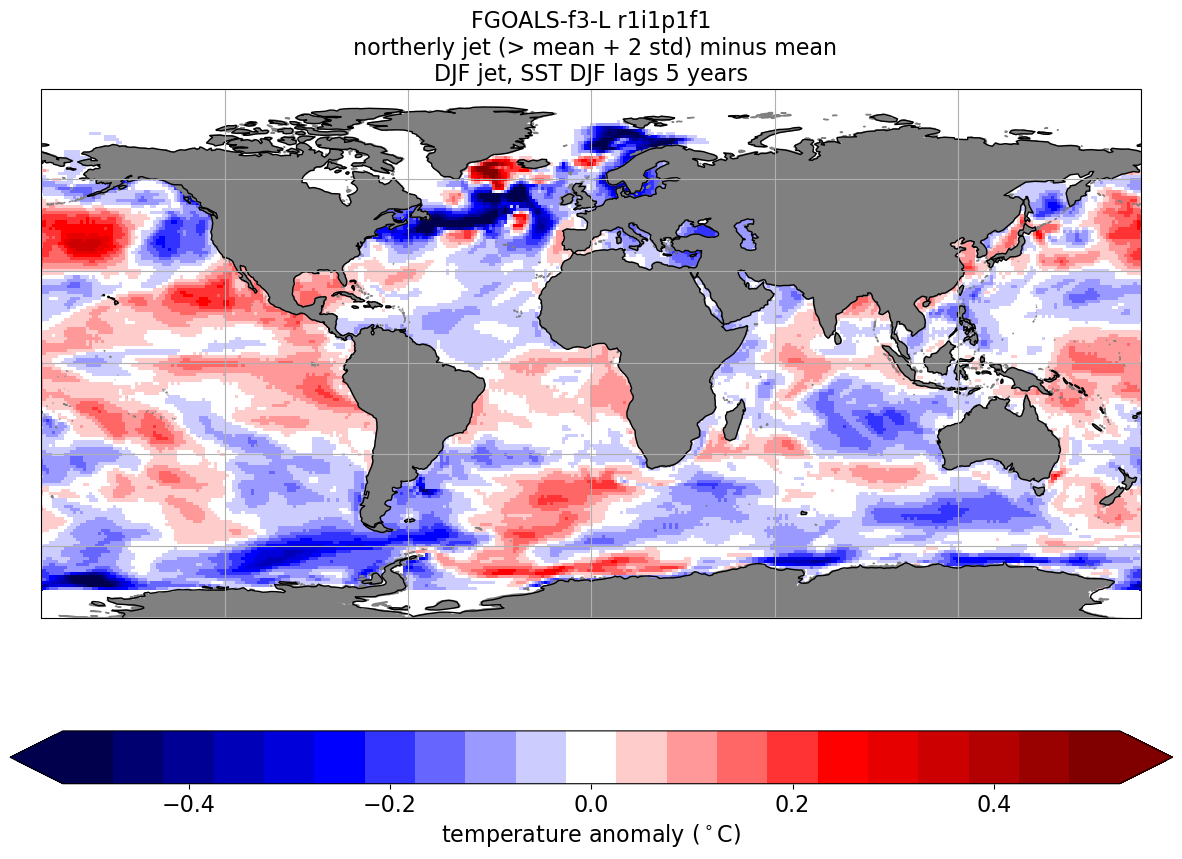 FGOALS-f3-L r1i1p1f1
northerly jet (> mean + 2 std) minus mean
DJF jet, SST DJF lags 5 years
−0.4 −0.2 0.0 0.2 0.4
temperature anomaly (°C)